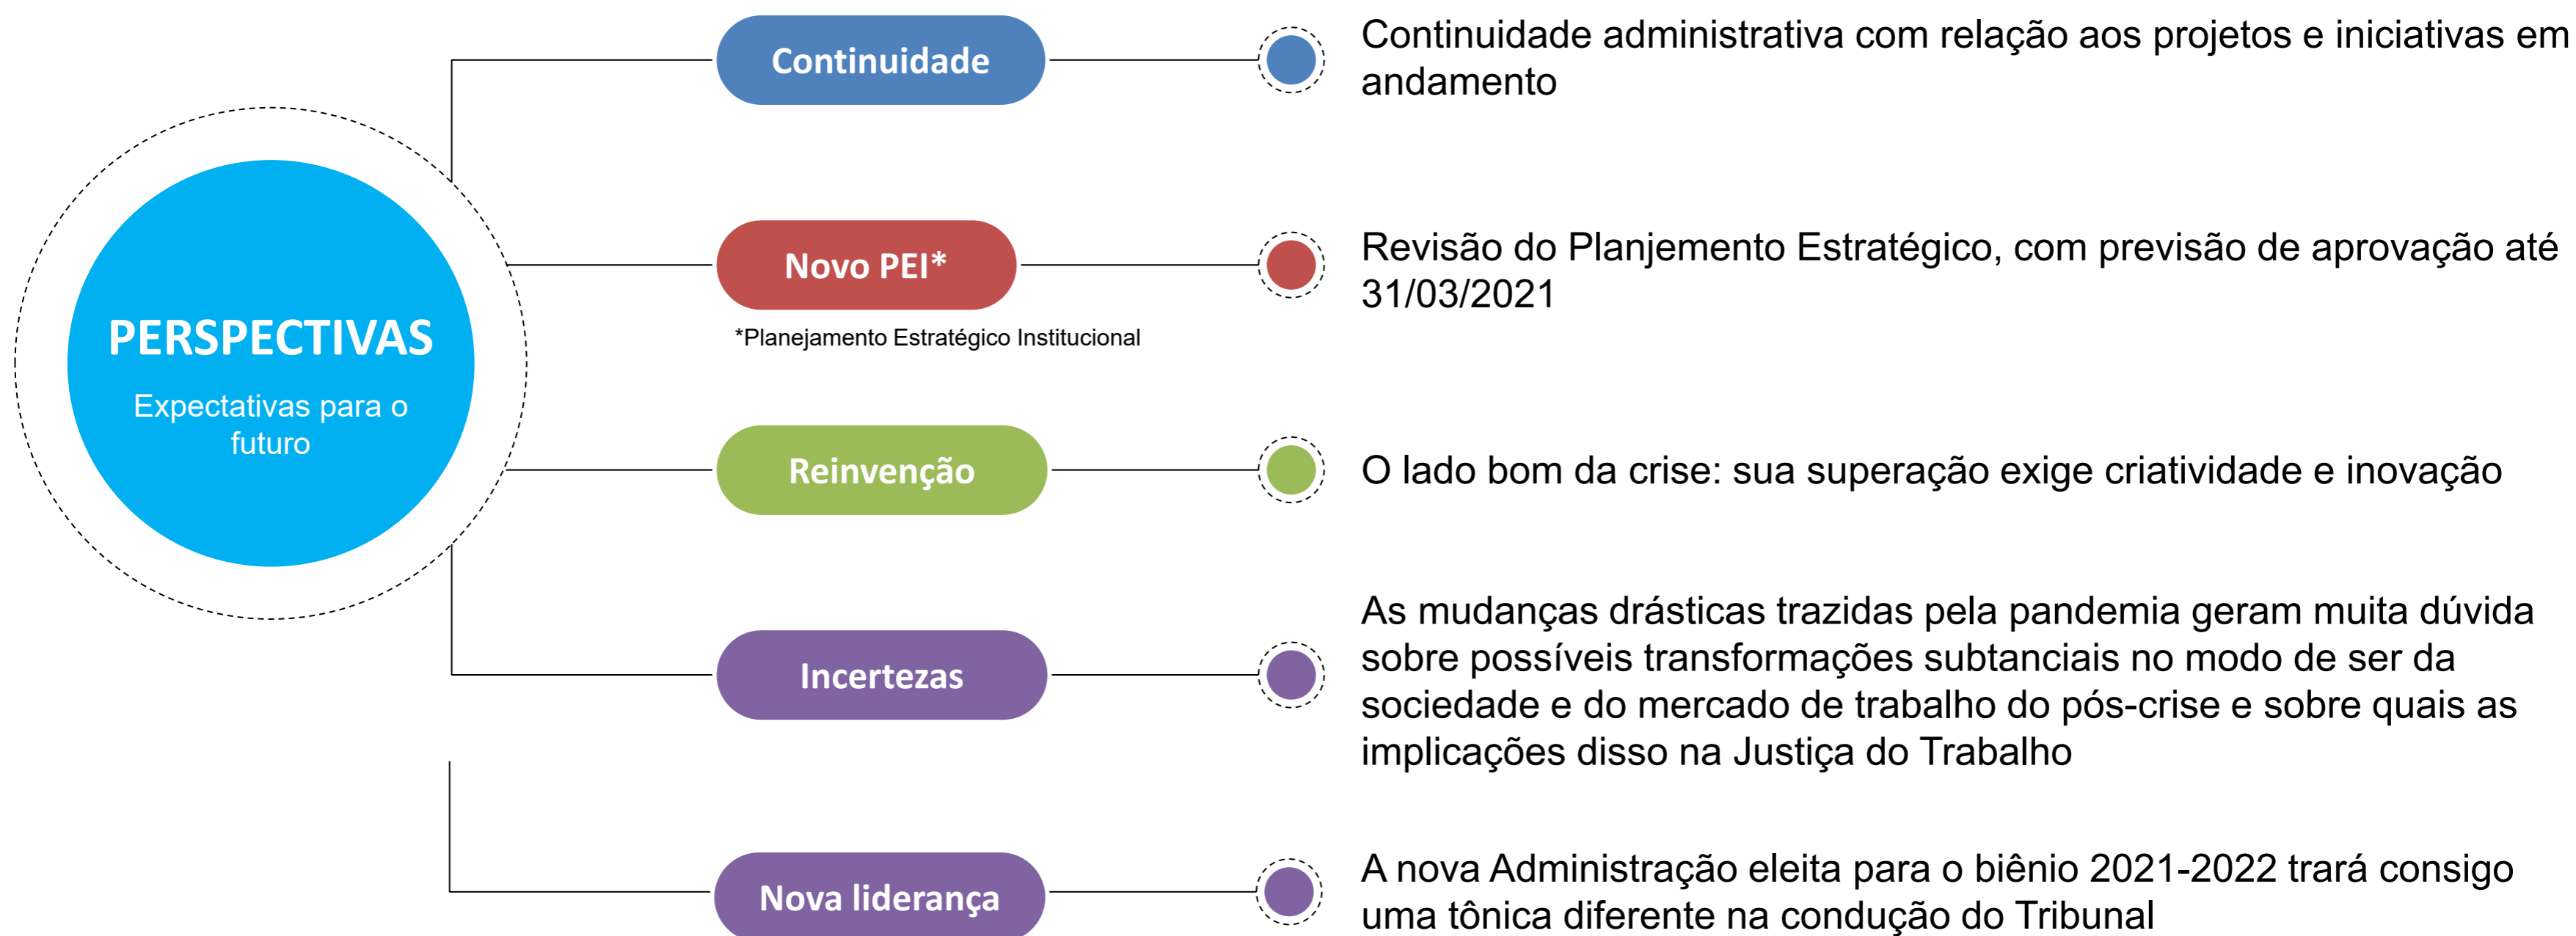 PERSPECTIVAS
Expectativas para o
futuro
Continuidade
Continuidade administrativa com relação aos projetos e iniciativas em
andamento
Novo PEI*
*Planejamento Estratégico Institucional
Revisão do Planjemento Estratégico, com previsão de aprovação até
31/03/2021
Reinvenção
O lado bom da crise: sua superação exige criatividade e inovação
Incertezas
As mudanças drásticas trazidas pela pandemia geram muita dúvida
sobre possíveis transformações subtanciais no modo de ser da
sociedade e do mercado de trabalho do pós-crise e sobre quais as
implicações disso na Justiça do Trabalho
Nova liderança
A nova Administração eleita para o biênio 2021-2022 trará consigo
uma tônica diferente na condução do Tribunal